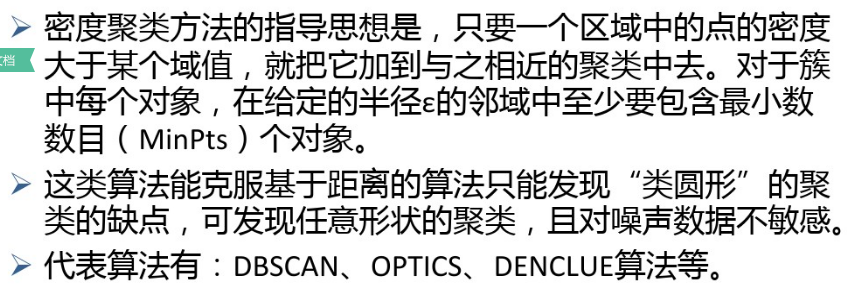 密度聚类方法的指导思想是，只要一个区域中的点的密度
大于某个域值，就把它加到与之相近的聚类中去。对于簇
中每个对象，在给定的半径ε的邻域中至少要包含最小数
数目（MinPts）个对象。
这类算法能克服基于距离的算法只能发现“类圆形”的聚
类的缺点，可发现任意形状的聚类，且对噪声数据不敏感。
代表算法有：DBSCAN、OPTICS、DENCLUE算法等。
档